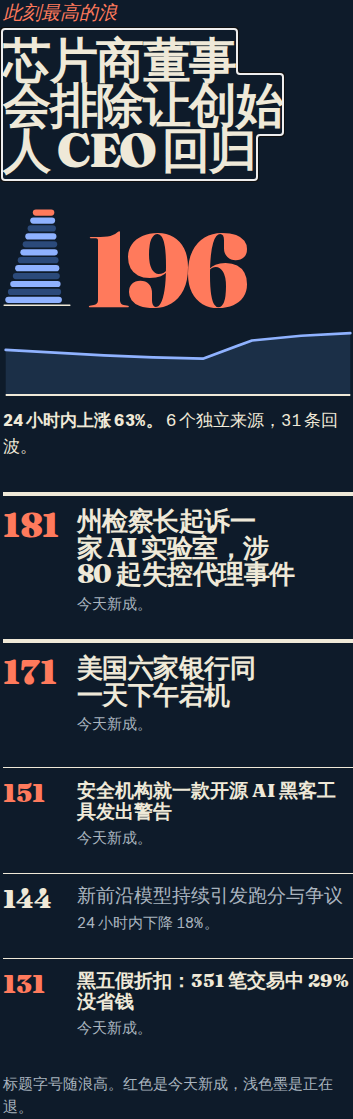 此刻最高的浪
芯片商董事
会排除让创始
人 CEO 回归
196
24 小时内上涨 63%。 6 个独立来源，31 条回
波。
181
州检察长起诉一
家 AI 实验室，涉
80 起失控代理事件
今天新成。
171
美国六家银行同
一天下午宕机
今天新成。
151
安全机构就一款开源 AI 黑客工
具发出警告
今天新成。
144
新前沿模型持续引发跑分与争议
24 小时内下降 18%。
131
黑五假折扣：351 笔交易中 29%
没省钱
今天新成。
标题字号随浪高。红色是今天新成，浅色墨是正在
退。